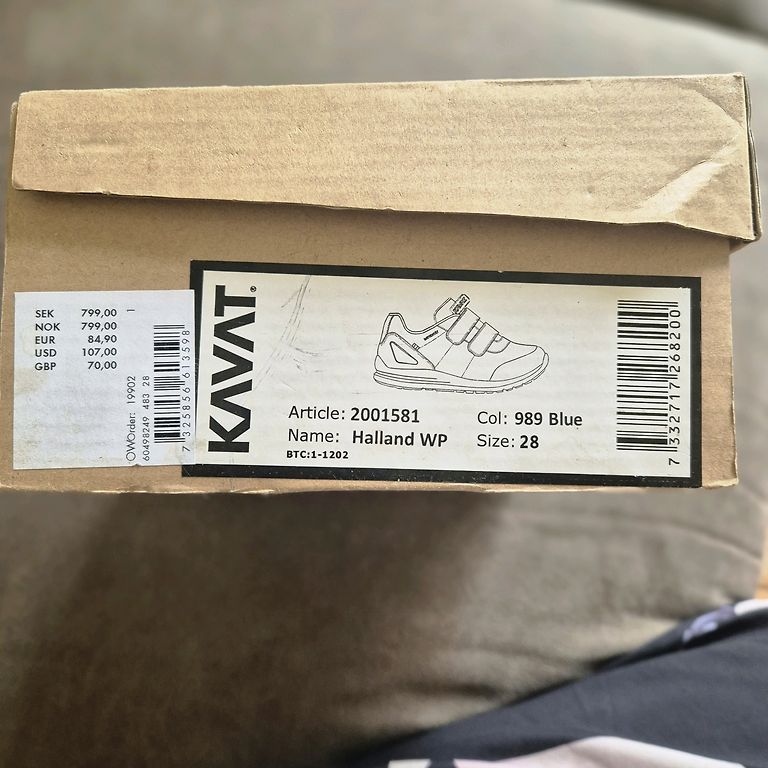 SEK 799,00 1
NOK 799,00
EUR 84,90
USD 107,00
GBP 70,00
OWOrder: 19902
60498249 483 28
7 325856 613598
KAVAT®
Article: 2001581
Col: 989 Blue
Name: Halland WP
Size: 28
BTC:1-1202
7 332717 268200